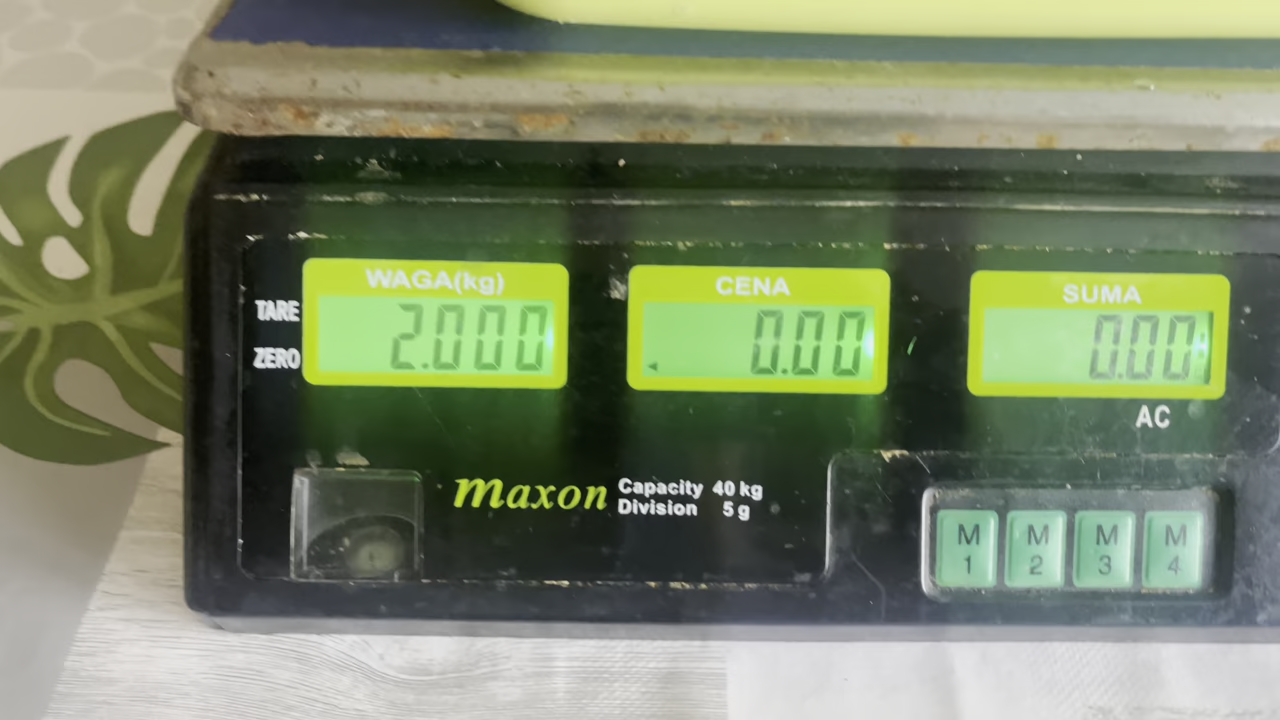 WAGA(kg) CENA SUMA
TARE
ZERO
2.000 0.00 0.00
AC
maxon
Capacity 40 kg
Division 5 g
M M M M
1 2 3 4